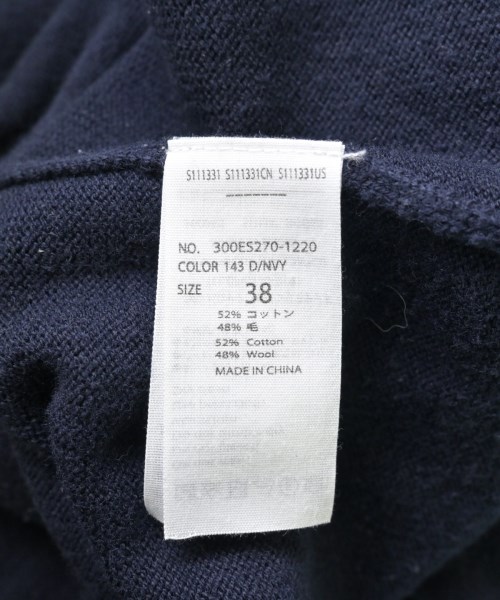 S111331 S111331CN S111331US
-------
NO. 300ES270-1220
COLOR 143 D/NVY
SIZE 38
52% コットン
48% 毛
52% Cotton
48% Wool
MADE IN CHINA